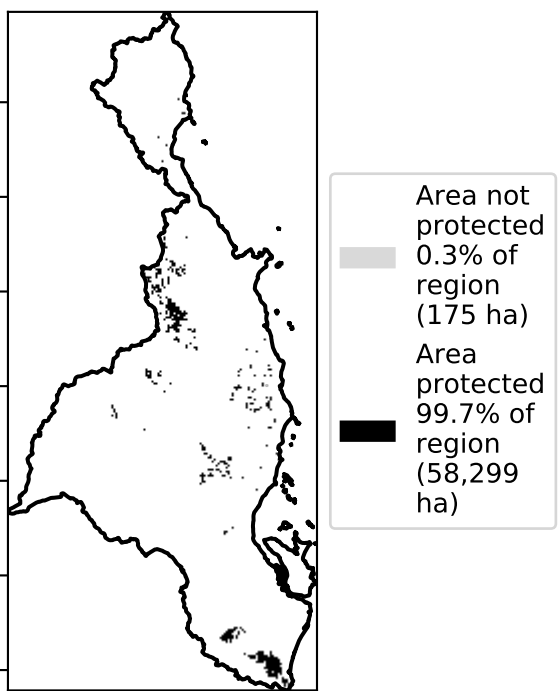 Area not
protected
0.3% of
region
(175 ha)
Area
protected
99.7% of
region
(58,299
ha)